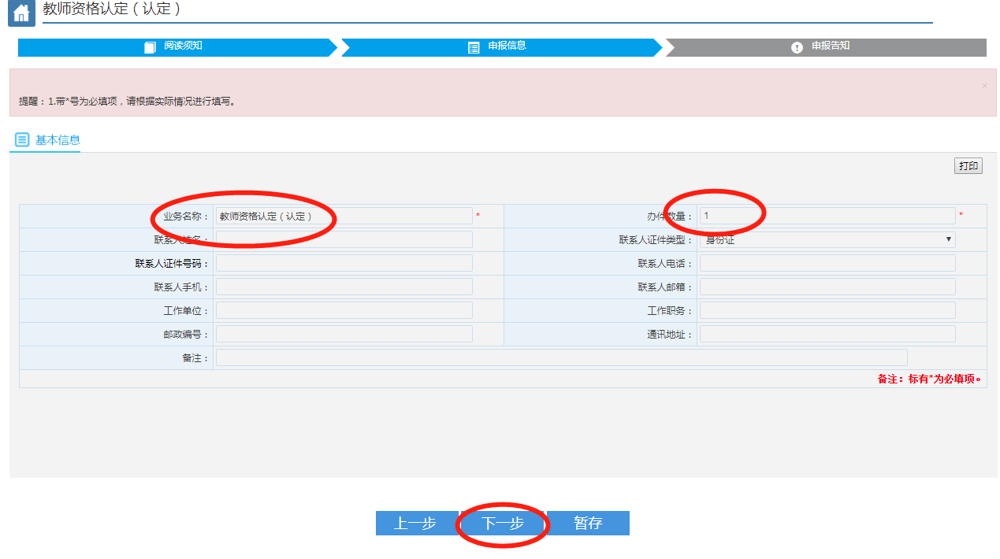 教师资格认定（认定）
阅读须知 申报信息 申报告知
×
提醒：1.带*号为必填项，请根据实际情况进行填写。
基本信息
打印
业务名称： 教师资格认定（认定） * 办件数量： 1 *
联系人姓名： 联系人证件类型： 身份证
联系人证件号码： 联系人电话：
联系人手机： 联系人邮箱：
工作单位： 工作职务：
邮政编号： 通讯地址：
备注：
备注：标有*为必填项。
上一步 下一步 暂存